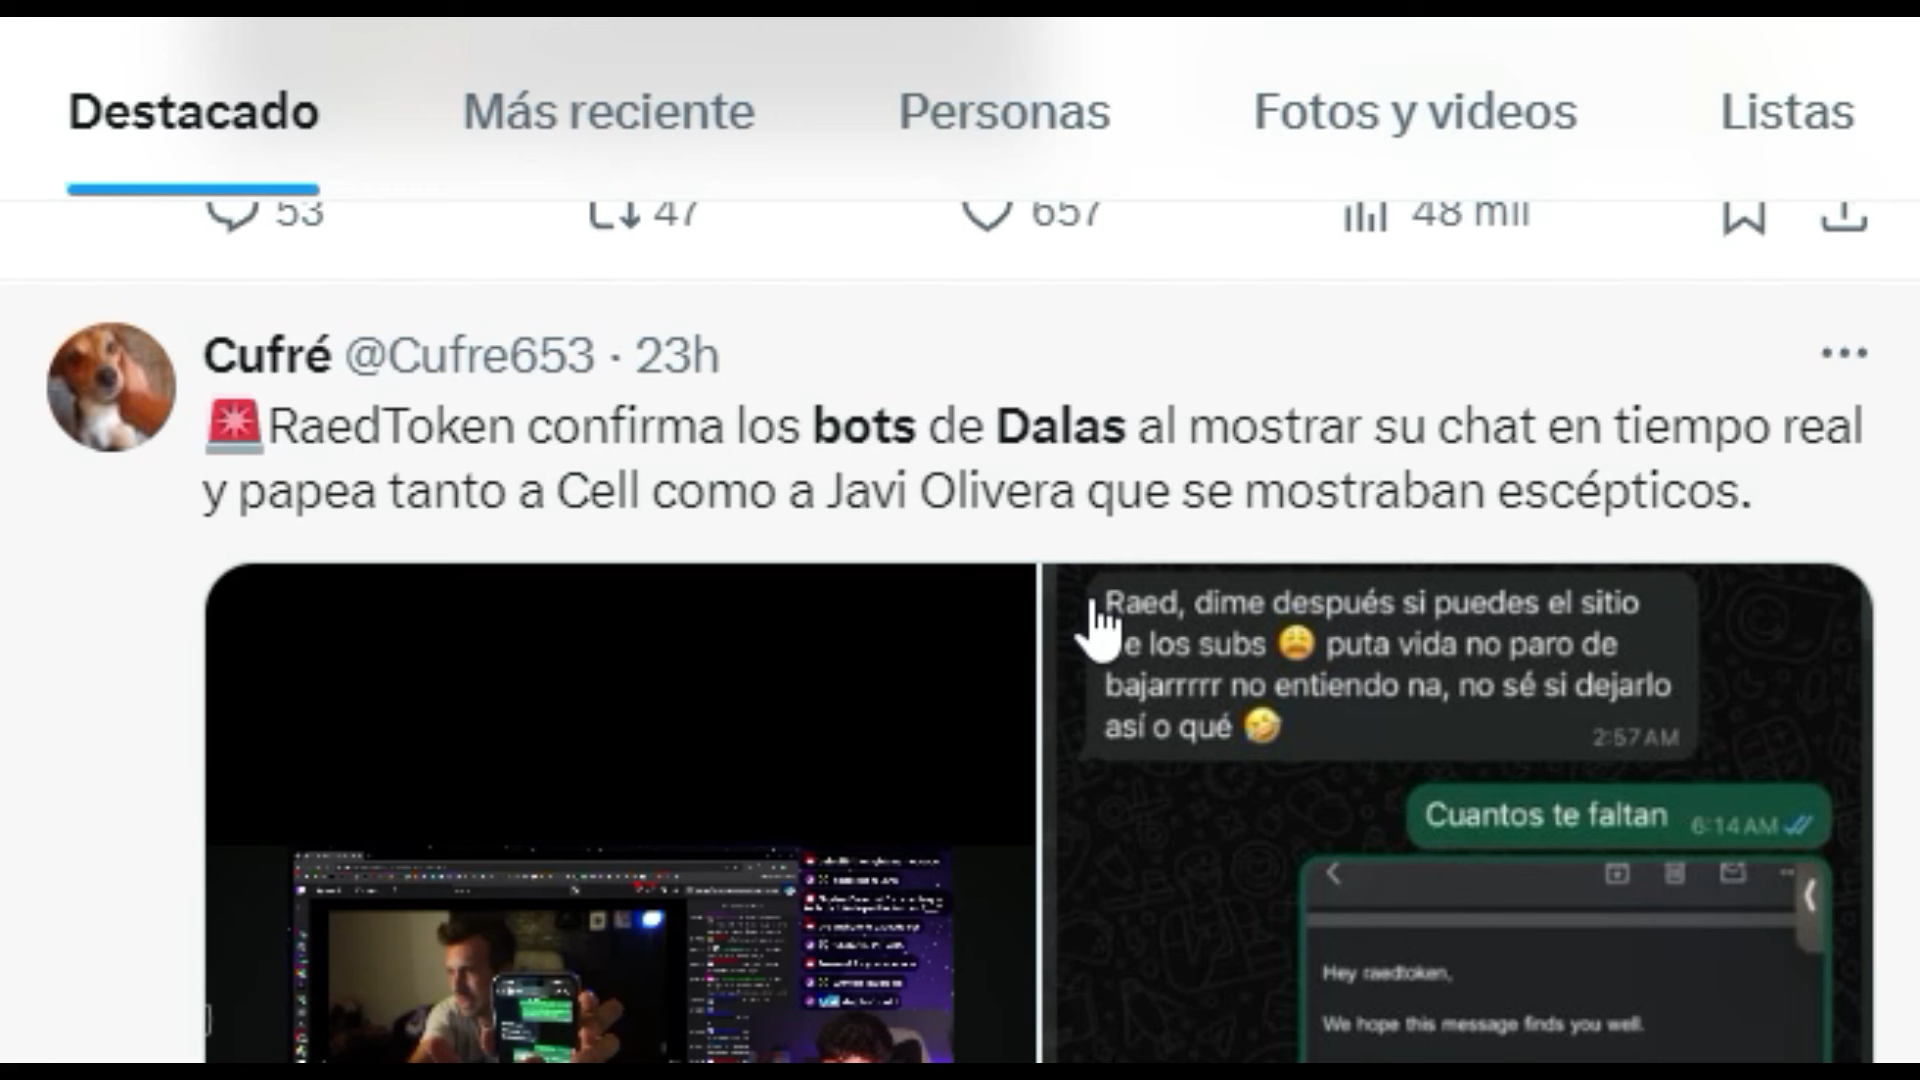 Destacado Más reciente Personas Fotos y videos Listas
53 47 657 48 mil
Cufré @Cufre653 · 23h
🚨RaedToken confirma los bots de Dalas al mostrar su chat en tiempo real
y papea tanto a Cell como a Javi Olivera que se mostraban escépticos.
Raed, dime después si puedes el sitio
e los subs 😩 puta vida no paro de
bajarrrrr no entiendo na, no sé si dejarlo
así o qué 🤣
2:57AM
Cuantos te faltan 6:14AM
Hey raedtoken,
We hope this message finds you well.